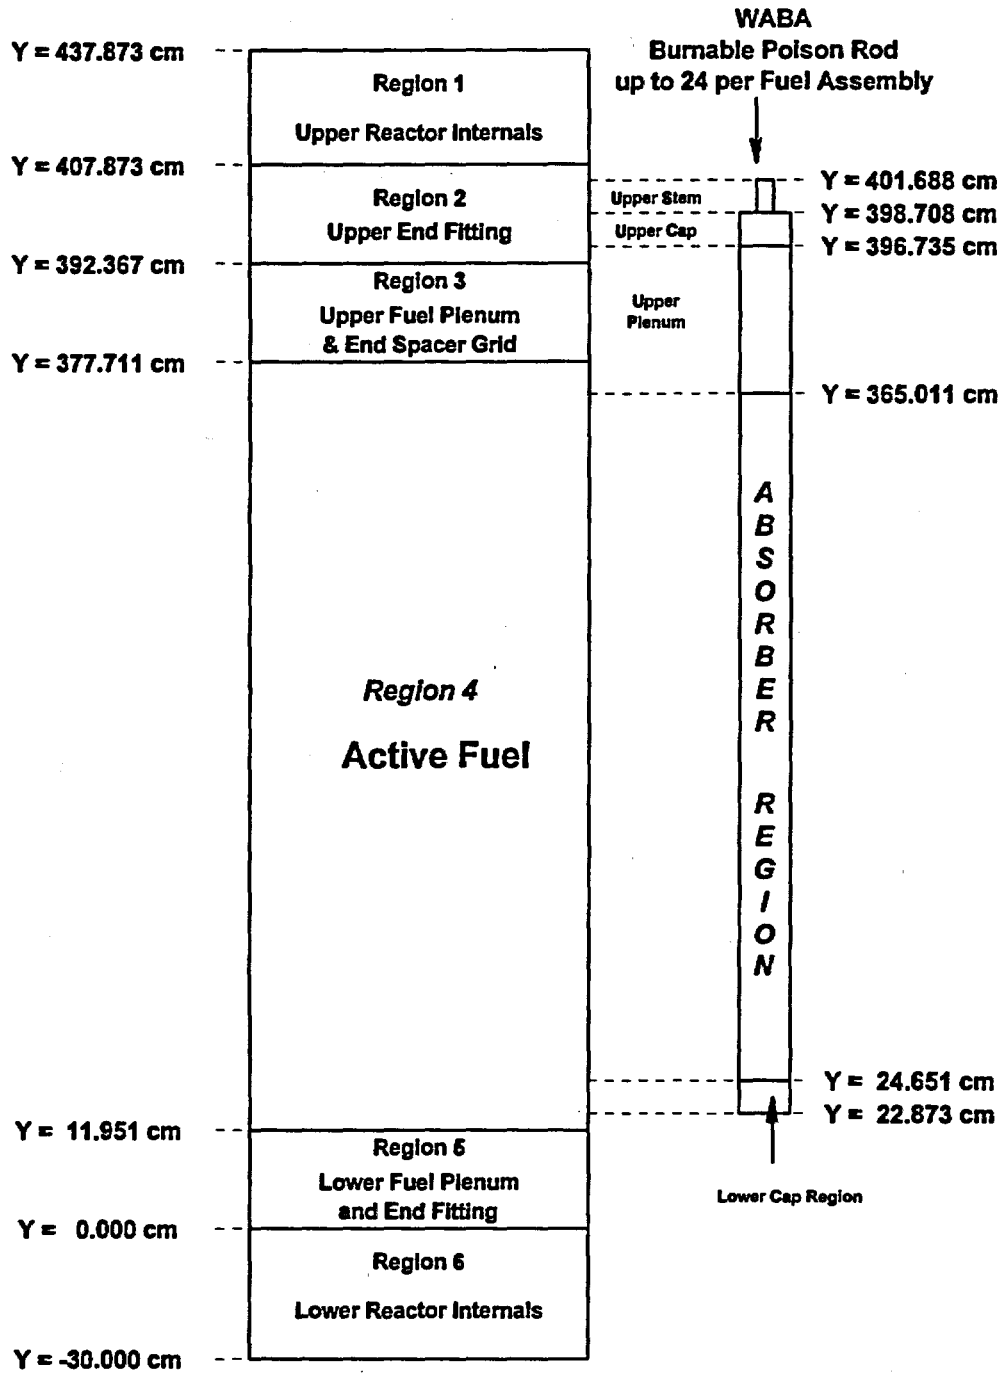 WABA
Burnable Poison Rod
up to 24 per Fuel Assembly
Y = 437.873 cm
Region 1
Upper Reactor Internals
Y = 407.873 cm
Region 2
Upper End Fitting
Y = 392.367 cm
Region 3
Upper Fuel Plenum
& End Spacer Grid
Y = 377.711 cm
Region 4
Active Fuel
Y = 11.951 cm
Region 5
Lower Fuel Plenum
and End Fitting
Y = 0.000 cm
Region 6
Lower Reactor Internals
Y = -30.000 cm
Upper Stem
Upper Cap
Upper
Plenum
Y = 401.688 cm
Y = 398.708 cm
Y = 396.735 cm
Y = 365.011 cm
ABSORBER REGION
Y = 24.651 cm
Y = 22.873 cm
Lower Cap Region